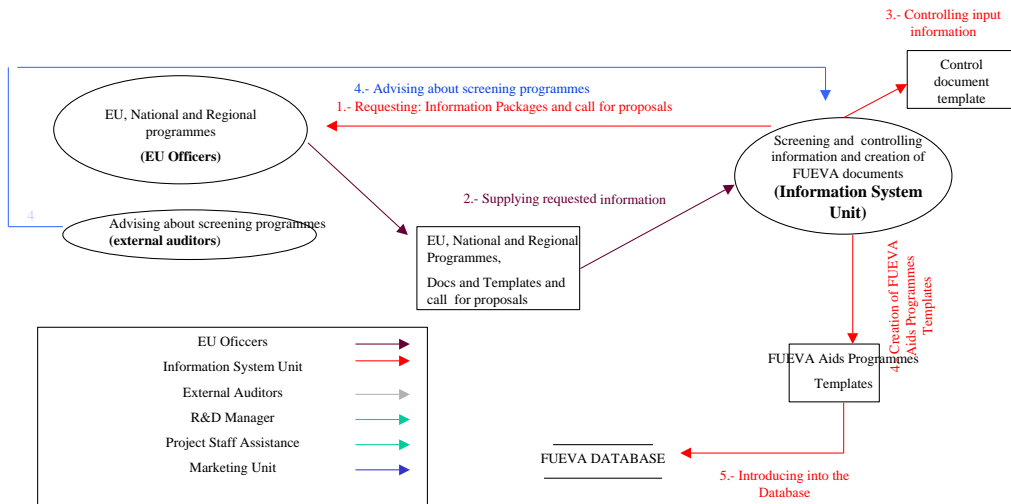 3.- Controlling input
information
Control
document
template
4.- Advising about screening programmes
1.- Requesting: Information Packages and call for proposals
EU, National and Regional
programmes
(EU Officers)
Screening and controlling
information and creation of
FUEVA documents
(Information System
Unit)
4
2.- Supplying requested information
Advising about screening programmes
(external auditors)
EU, National and Regional
Programmes,
Docs and Templates and
call for proposals
4.- Creation of FUEVA
Aids Programmes
Templates
FUEVA Aids Programmes
Templates
EU Oficcers
Information System Unit
External Auditors
R&D Manager
Project Staff Assistance
Marketing Unit
FUEVA DATABASE
5.- Introducing into the
Database